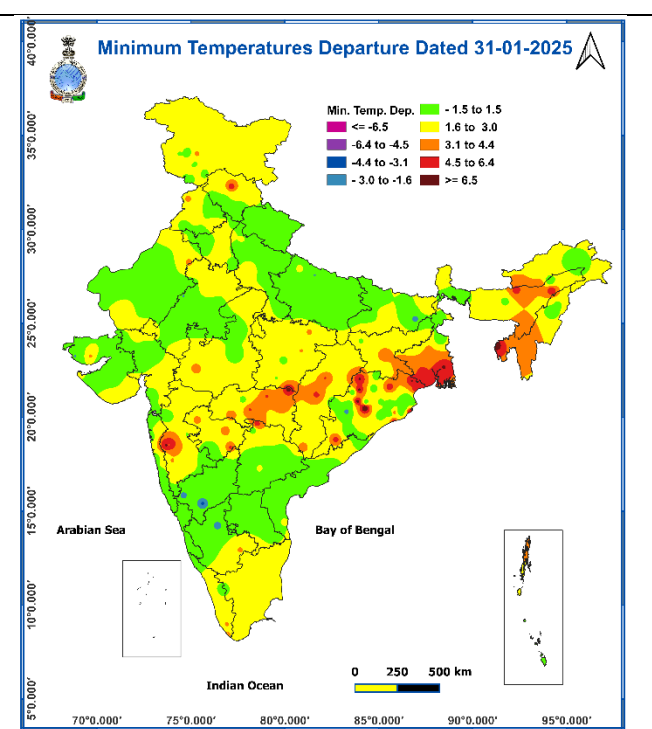 Minimum Temperatures Departure Dated 31-01-2025
Min. Temp. Dep.
<= -6.5
-6.4 to -4.5
-4.4 to -3.1
- 3.0 to -1.6
- 1.5 to 1.5
1.6 to 3.0
3.1 to 4.4
4.5 to 6.4
>= 6.5
40°0.000'
35°0.000'
30°0.000'
25°0.000'
20°0.000'
15°0.000'
10°0.000'
5°0.000'
Arabian Sea
Bay of Bengal
Indian Ocean
0 250 500 km
70°0.000' 75°0.000' 80°0.000' 85°0.000' 90°0.000' 95°0.000'